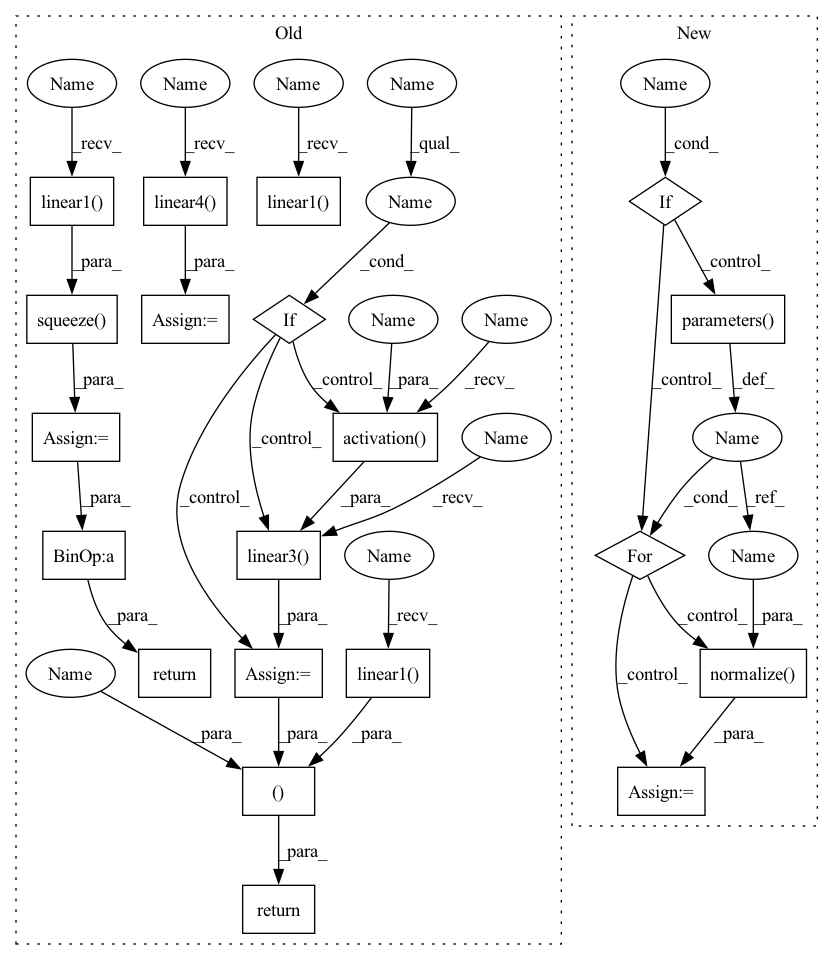 Old
New
Name
Name
Name
Name
Name
_recv_
_recv_
_recv_
_qual_
_cond_
linear1()
linear4()
linear1()
Name
If
_para_
_para_
_cond_
_control_
squeeze()
Assign:=
If
Name
Name
parameters()
_para_
_control_
_para_
_recv_
_control_
_def_
Assign:=
activation()
Name
Name
_control_
_para_
_control_
_para_
_recv_
_cond_
_ref_
BinOp:a
linear3()
Name
For
Name
_para_
_para_
_recv_
_control_
_para_
Name
return
Assign:=
linear1()
normalize()
_control_
_para_
_para_
_para_
_para_
()
Assign:=
_para_
return